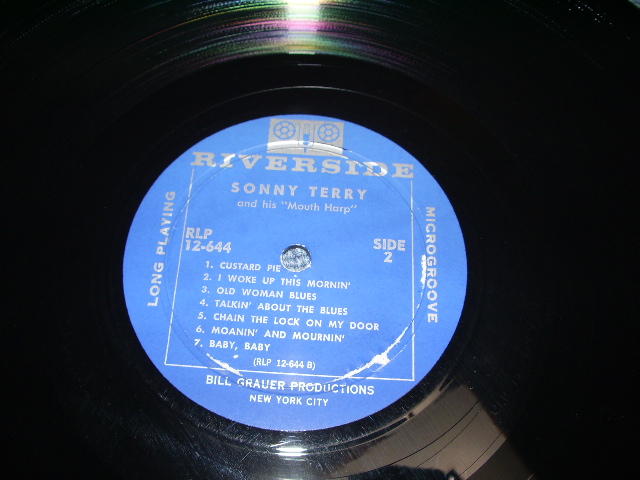 RIVERSIDE
SONNY TERRY
and his "Mouth Harp"
LONG PLAYING
MICROGROOVE
RLP
12-644
SIDE
2
1. CUSTARD PIE
2. I WOKE UP THIS MORNIN'
3. OLD WOMAN BLUES
4. TALKIN' ABOUT THE BLUES
5. CHAIN THE LOCK ON MY DOOR
6. MOANIN' AND MOURNIN'
7. BABY, BABY
(RLP 12-644 B)
BILL GRAUER PRODUCTIONS
NEW YORK CITY